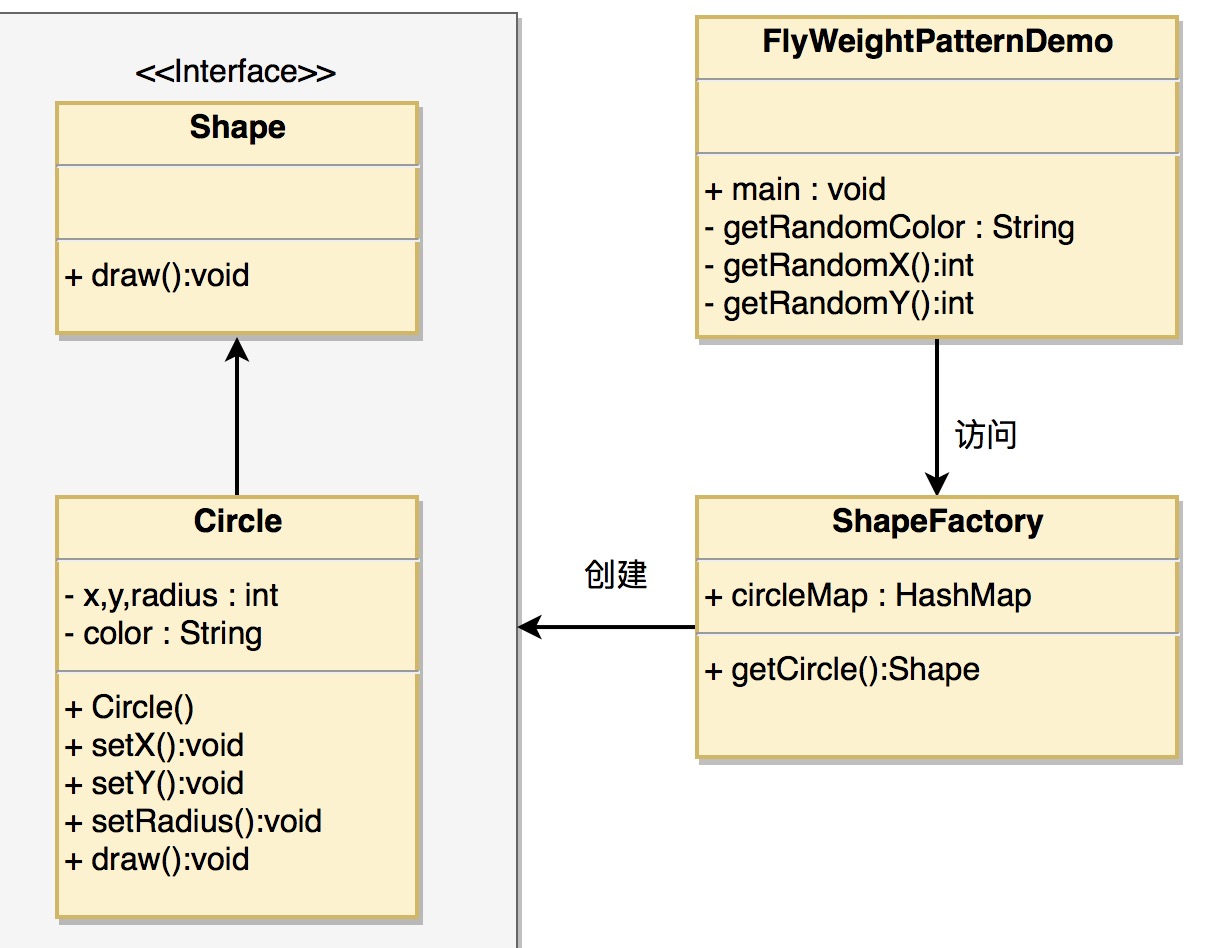 <<Interface>>
Shape
+ draw():void
Circle
- x,y,radius : int
- color : String
+ Circle()
+ setX():void
+ setY():void
+ setRadius():void
+ draw():void
FlyWeightPatternDemo
+ main : void
- getRandomColor : String
- getRandomX():int
- getRandomY():int
访问
创建
ShapeFactory
+ circleMap : HashMap
+ getCircle():Shape